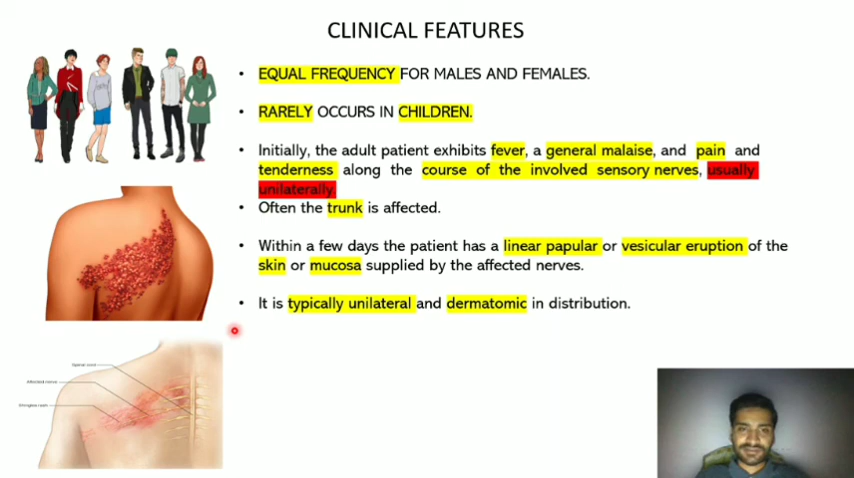 CLINICAL FEATURES
• EQUAL FREQUENCY FOR MALES AND FEMALES.
• RARELY OCCURS IN CHILDREN.
• Initially, the adult patient exhibits fever, a general malaise, and pain and
tenderness along the course of the involved sensory nerves, usually
unilaterally.
• Often the trunk is affected.
• Within a few days the patient has a linear papular or vesicular eruption of the
skin or mucosa supplied by the affected nerves.
• It is typically unilateral and dermatomic in distribution.
Spinal cord
Affected nerve
Shingles rash